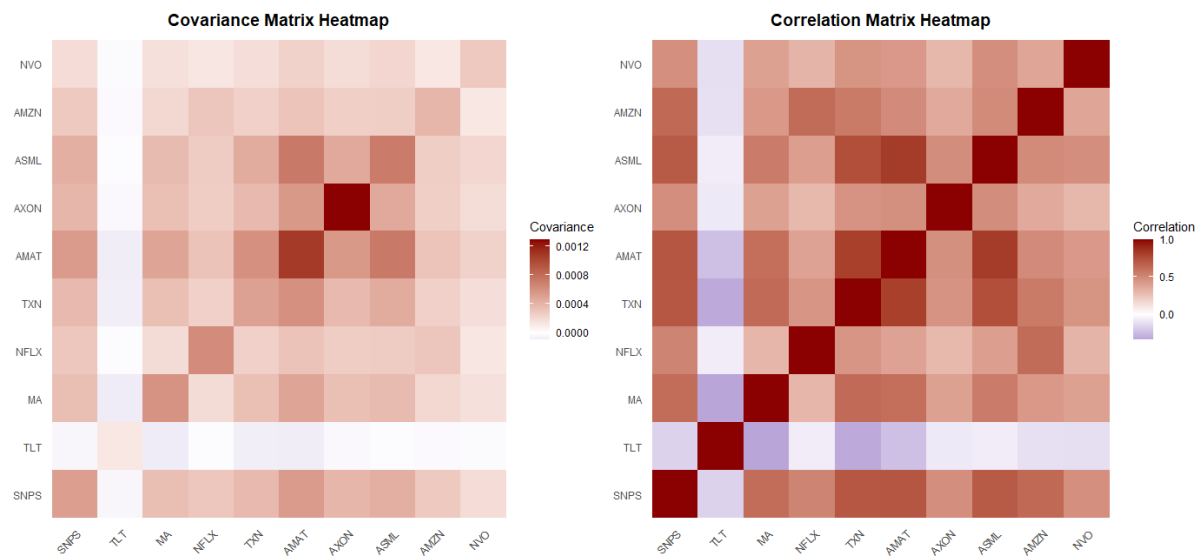 Covariance Matrix Heatmap
NVO
AMZN
ASML
AXON
AMAT
TXN
NFLX
MA
TLT
SNPS
SNPS
TLT
MA
NFLX
TXN
AMAT
AXON
ASML
AMZN
NVO
Covariance
0.0012
0.0008
0.0004
0.0000
Correlation Matrix Heatmap
NVO
AMZN
ASML
AXON
AMAT
TXN
NFLX
MA
TLT
SNPS
SNPS
TLT
MA
NFLX
TXN
AMAT
AXON
ASML
AMZN
NVO
Correlation
1.0
0.5
0.0